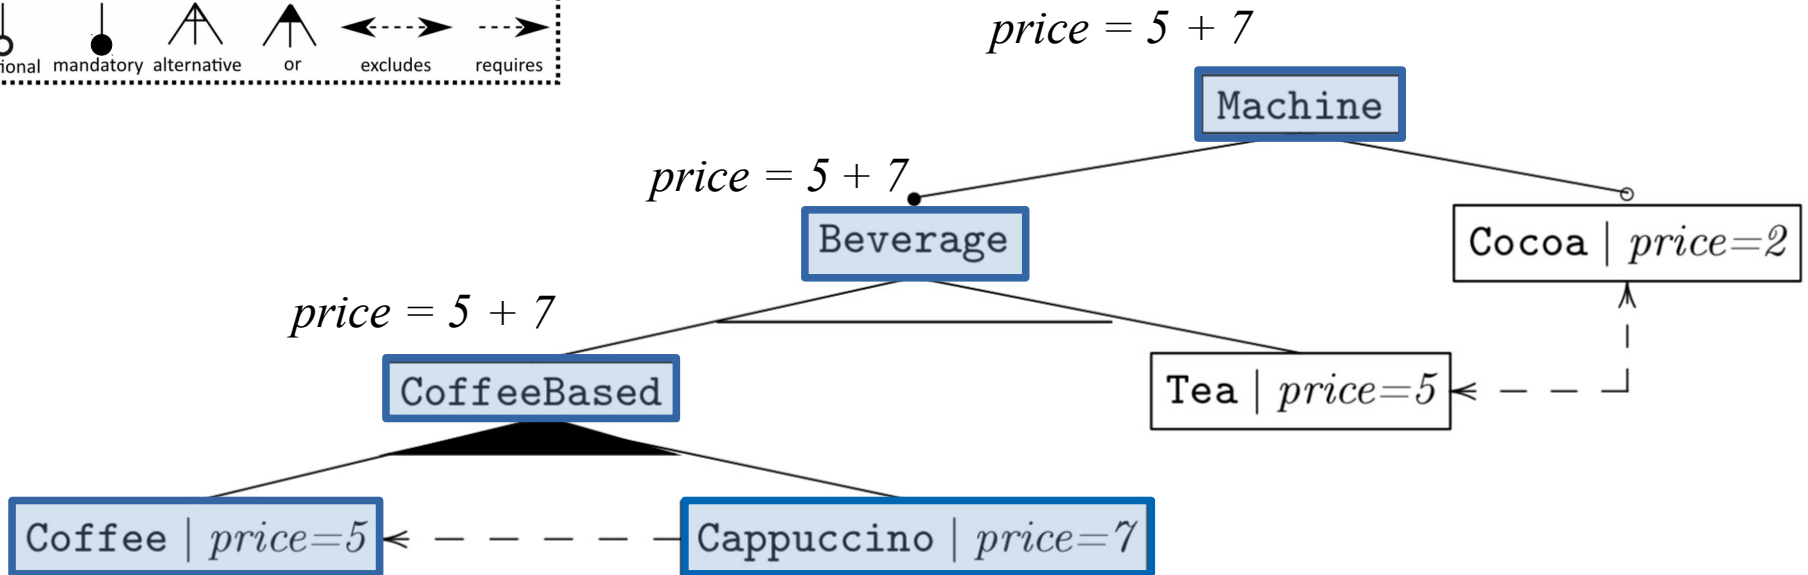 price = 5 + 7
ional mandatory alternative or excludes requires
Machine
price = 5 + 7
Beverage
Cocoa | price=2
price = 5 + 7
CoffeeBased
Tea | price=5
Coffee | price=5
Cappuccino | price=7